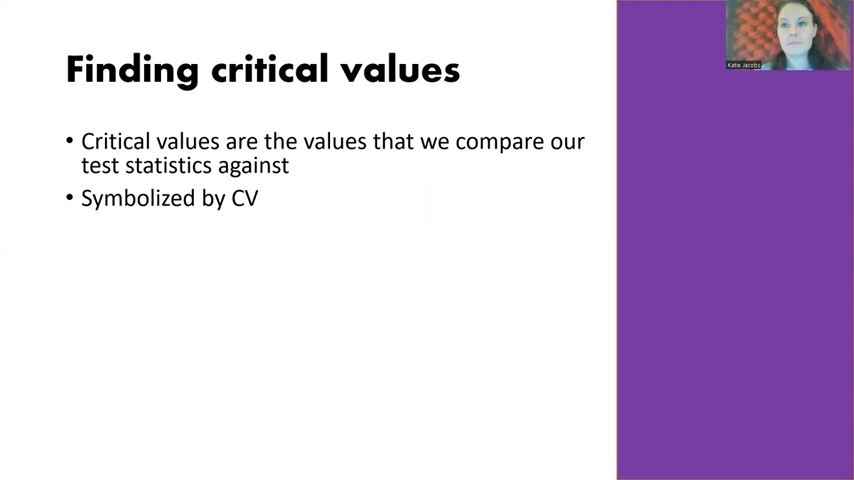 Finding critical values
• Critical values are the values that we compare our
test statistics against
• Symbolized by CV
Katie Jacobs